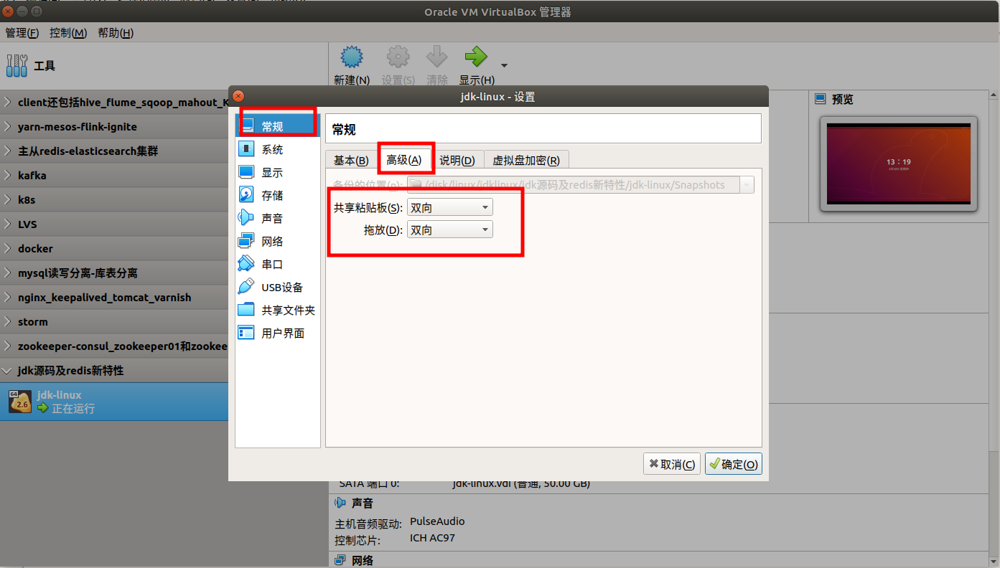 Oracle VM VirtualBox 管理器
管理(F) 控制(M) 帮助(H)
工具
新建(N) 设置(S) 清除 显示(H)
client还包括hive_flume_sqoop_mahout_K
yarn-mesos-flink-ignite
主从redis-elasticsearch集群
kafka
k8s
LVS
docker
mysql读写分离-库表分离
nginx_keepalived_tomcat_varnish
storm
zookeeper-consul_zookeeper01和zookee
jdk源码及redis新特性
64
2.6
jdk-linux
正在运行
jdk-linux - 设置
常规
系统
显示
存储
声音
网络
串口
USB设备
共享文件夹
用户界面
常规
基本(B) 高级(A) 说明(D) 虚拟盘加密(R)
备份的位置(n): /disk/linux/jdklinux/jdk源码及redis新特性/jdk-linux/Snapshots
共享粘贴板(S): 双向
拖放(D): 双向
取消(C) 确定(O)
预览
13:19
SATA 端口 0: jdk-linux.vdi (普通, 50.00 GB)
声音
主机音频驱动: PulseAudio
控制芯片: ICH AC97
网络